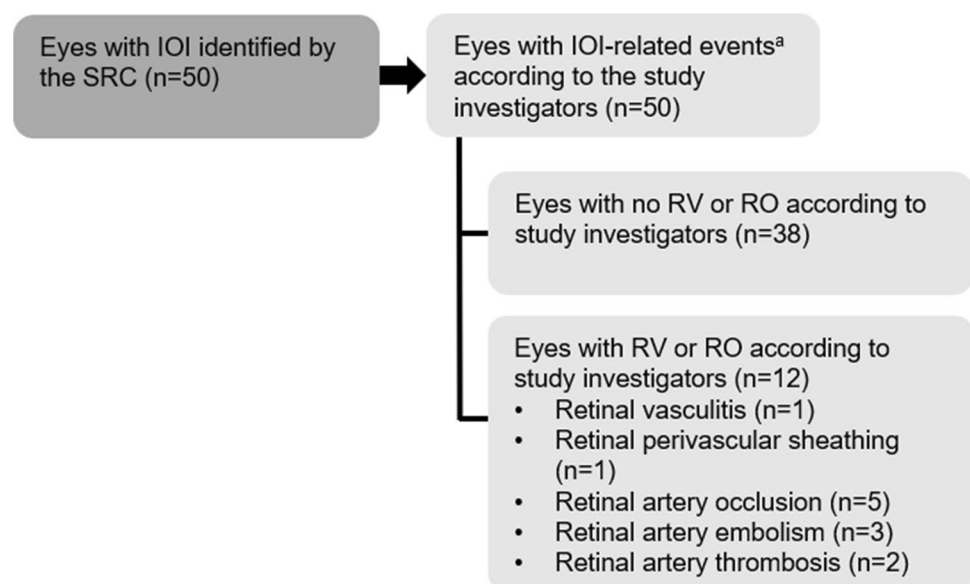 Eyes with IOI identified by
the SRC (n=50)
Eyes with IOI-related eventsᵃ
according to the study
investigators (n=50)
Eyes with no RV or RO according to
study investigators (n=38)
Eyes with RV or RO according to
study investigators (n=12)
• Retinal vasculitis (n=1)
• Retinal perivascular sheathing
(n=1)
• Retinal artery occlusion (n=5)
• Retinal artery embolism (n=3)
• Retinal artery thrombosis (n=2)